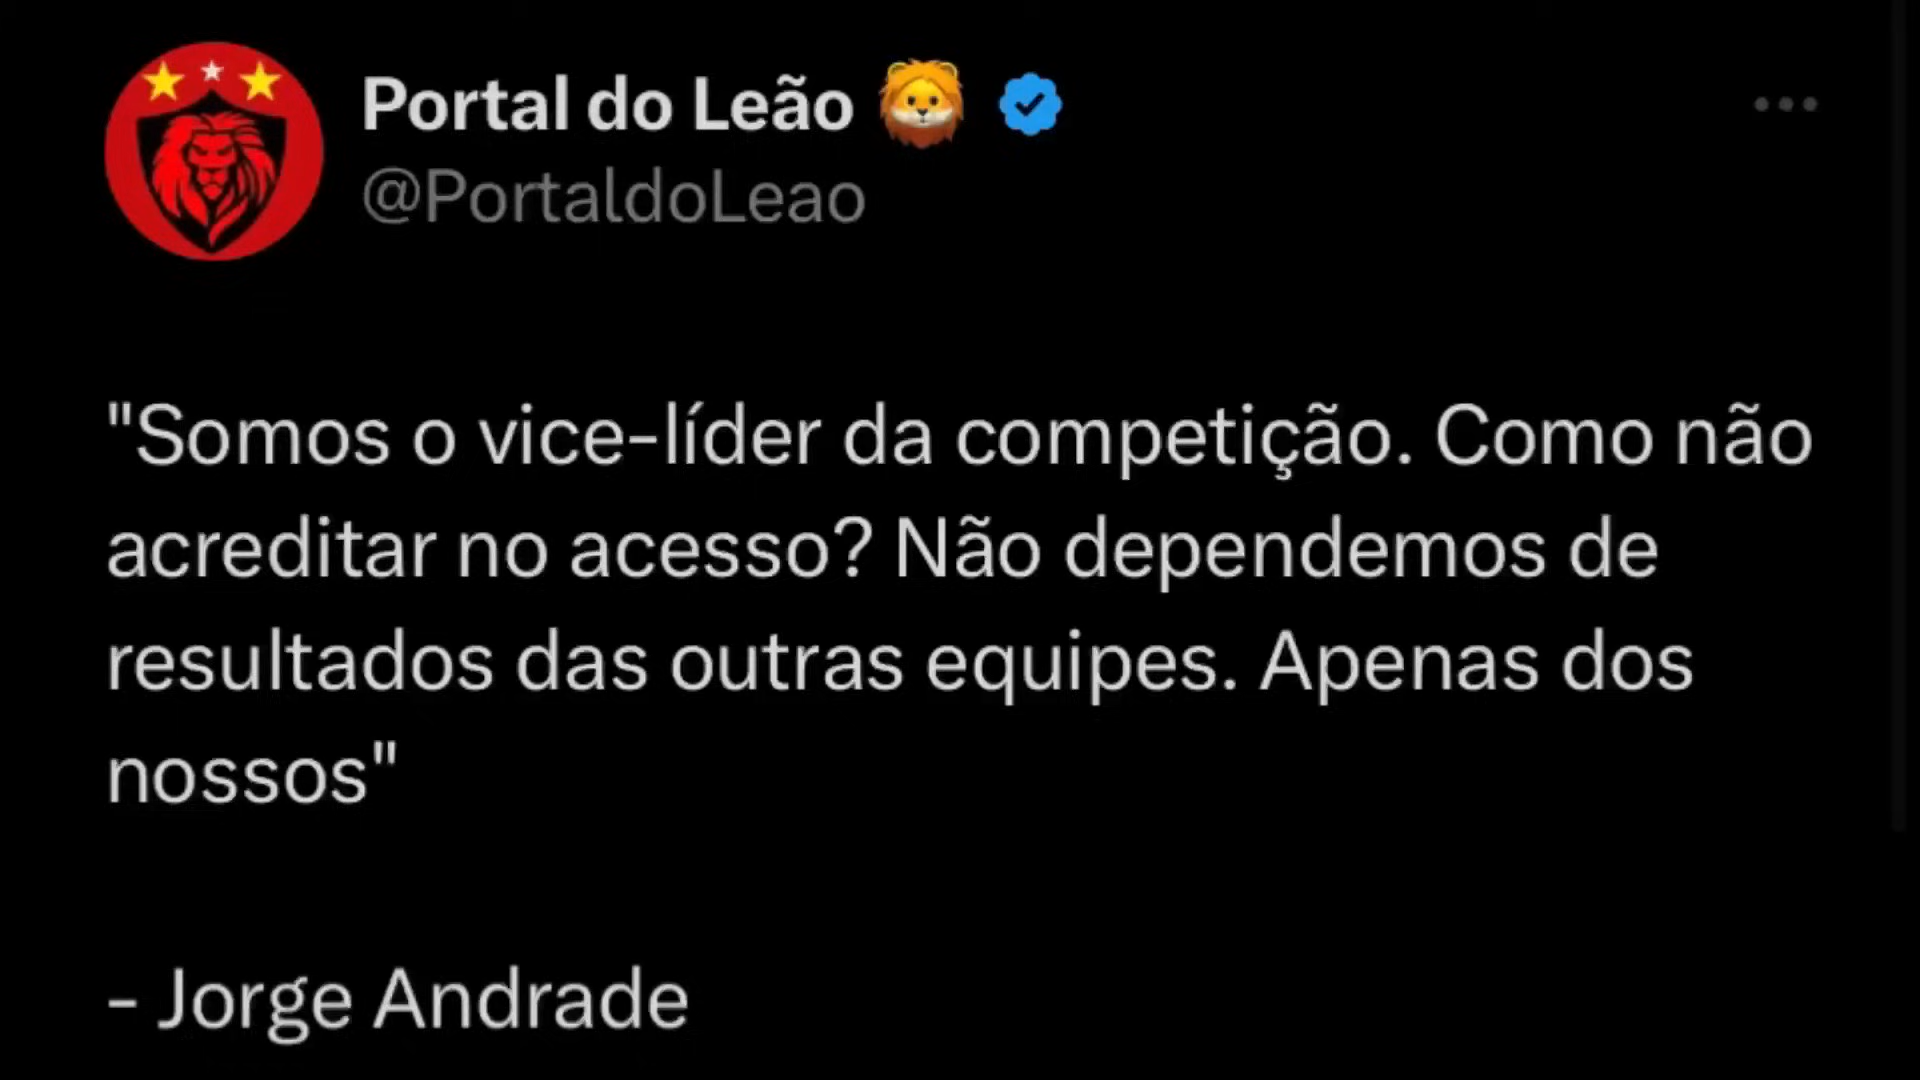 Portal do Leão
@PortaldoLeao
"Somos o vice-líder da competição. Como não
acreditar no acesso? Não dependemos de
resultados das outras equipes. Apenas dos
nossos"
- Jorge Andrade